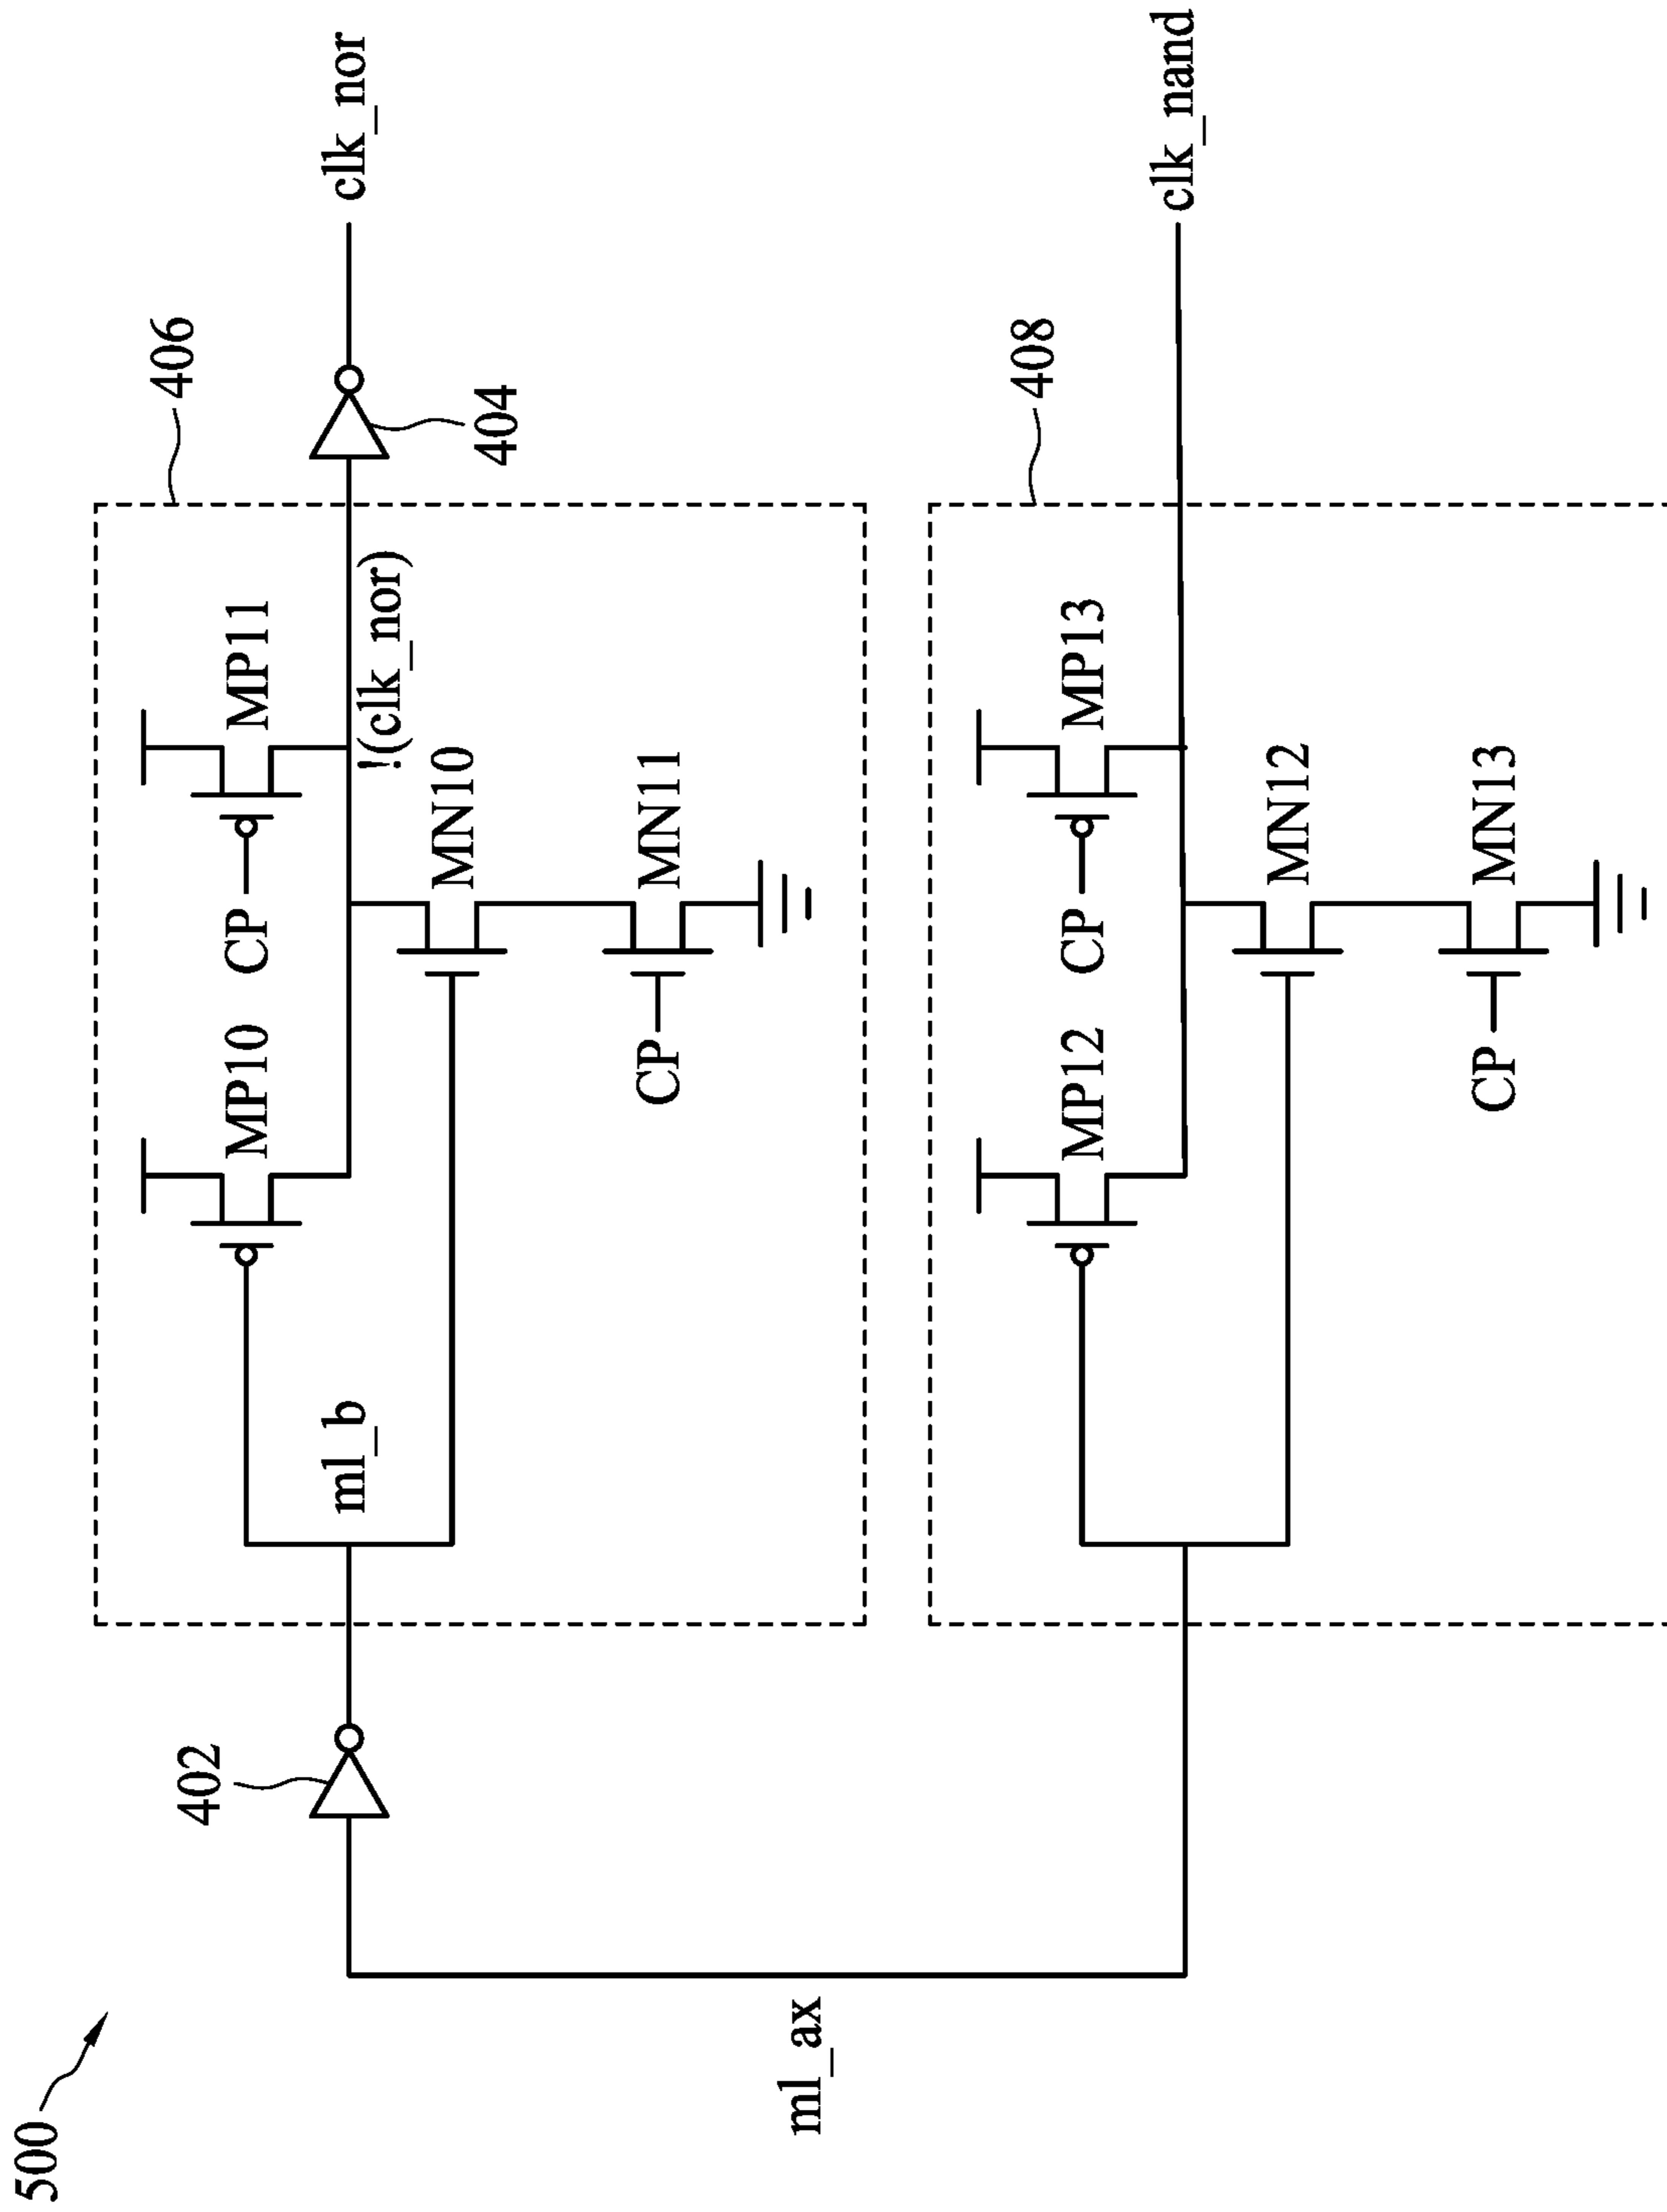 500
402
406
MP10
CP
MP11
ml_b
!(clk_nor)
clk_nor
404
MN10
CP
MN11
ml_ax
408
MP12
CP
MP13
clk_nand
MN12
CP
MN13